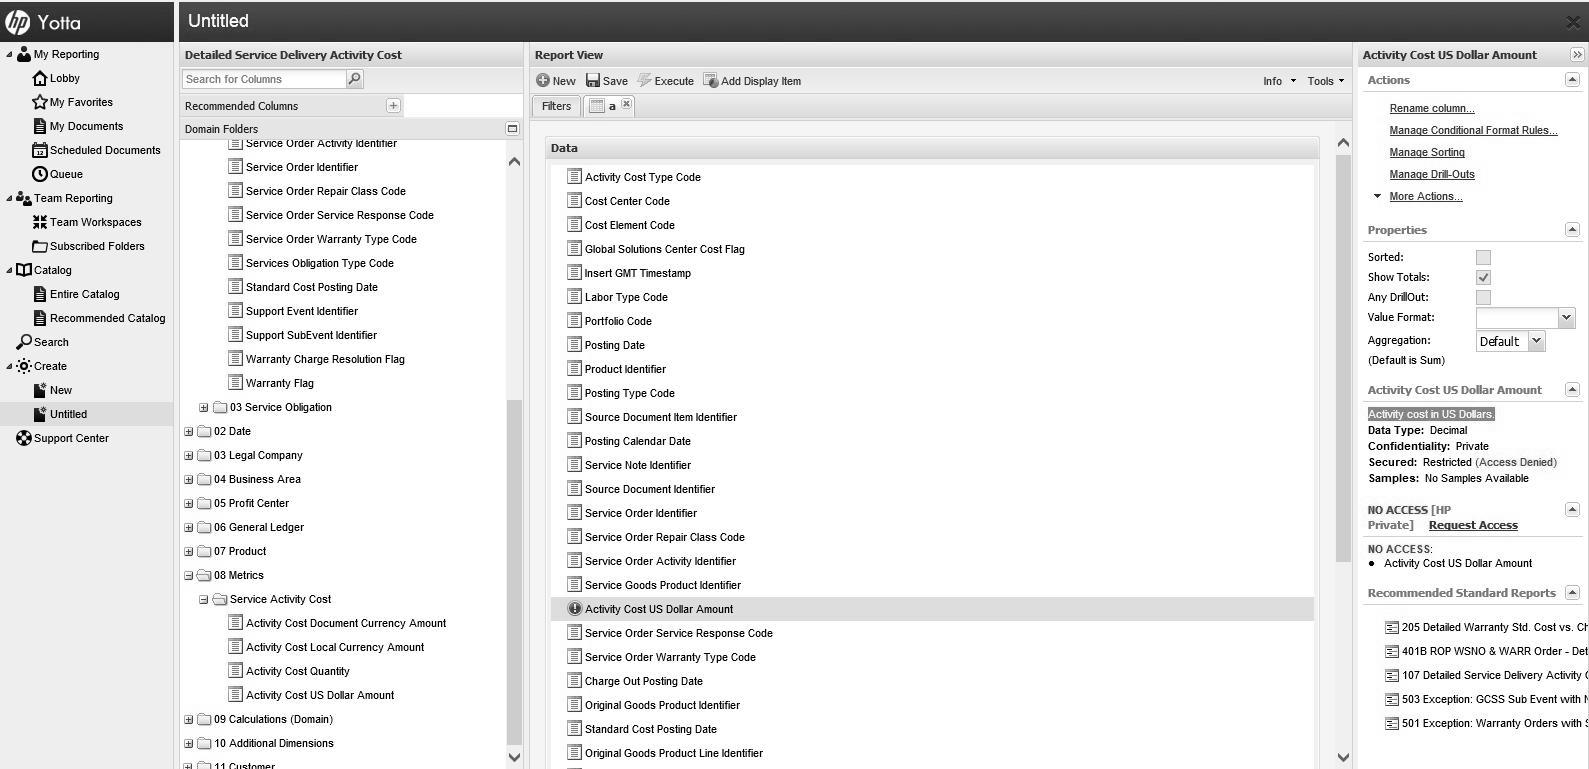 hp Yotta
My Reporting
Lobby
My Favorites
My Documents
Scheduled Documents
Queue
Team Reporting
Team Workspaces
Subscribed Folders
Catalog
Entire Catalog
Recommended Catalog
Search
Create
New
Untitled
Support Center
Untitled
Detailed Service Delivery Activity Cost
Search for Columns
Recommended Columns
Domain Folders
Service Order Activity Identifier
Service Order Identifier
Service Order Repair Class Code
Service Order Service Response Code
Service Order Warranty Type Code
Services Obligation Type Code
Standard Cost Posting Date
Support Event Identifier
Support SubEvent Identifier
Warranty Charge Resolution Flag
Warranty Flag
03 Service Obligation
02 Date
03 Legal Company
04 Business Area
05 Profit Center
06 General Ledger
07 Product
08 Metrics
Service Activity Cost
Activity Cost Document Currency Amount
Activity Cost Local Currency Amount
Activity Cost Quantity
Activity Cost US Dollar Amount
09 Calculations (Domain)
10 Additional Dimensions
11 Customer
Report View
New Save Execute Add Display Item Info Tools
Filters a
Data
Activity Cost Type Code
Cost Center Code
Cost Element Code
Global Solutions Center Cost Flag
Insert GMT Timestamp
Labor Type Code
Portfolio Code
Posting Date
Product Identifier
Posting Type Code
Source Document Item Identifier
Posting Calendar Date
Service Note Identifier
Source Document Identifier
Service Order Identifier
Service Order Repair Class Code
Service Order Activity Identifier
Service Goods Product Identifier
Activity Cost US Dollar Amount
Service Order Service Response Code
Service Order Warranty Type Code
Charge Out Posting Date
Original Goods Product Identifier
Standard Cost Posting Date
Original Goods Product Line Identifier
Activity Cost US Dollar Amount
Actions
Rename column...
Manage Conditional Format Rules...
Manage Sorting
Manage Drill-Outs
More Actions...
Properties
Sorted:
Show Totals:
Any DrillOut:
Value Format:
Aggregation: Default
(Default is Sum)
Activity Cost US Dollar Amount
Activity cost in US Dollars.
Data Type: Decimal
Confidentiality: Private
Secured: Restricted (Access Denied)
Samples: No Samples Available
NO ACCESS [HP
Private] Request Access
NO ACCESS:
• Activity Cost US Dollar Amount
Recommended Standard Reports
205 Detailed Warranty Std. Cost vs.
401B ROP WSNO & WARR Order -
107 Detailed Service Delivery Activity
503 Exception: GCSS Sub Event with
501 Exception: Warranty Orders with